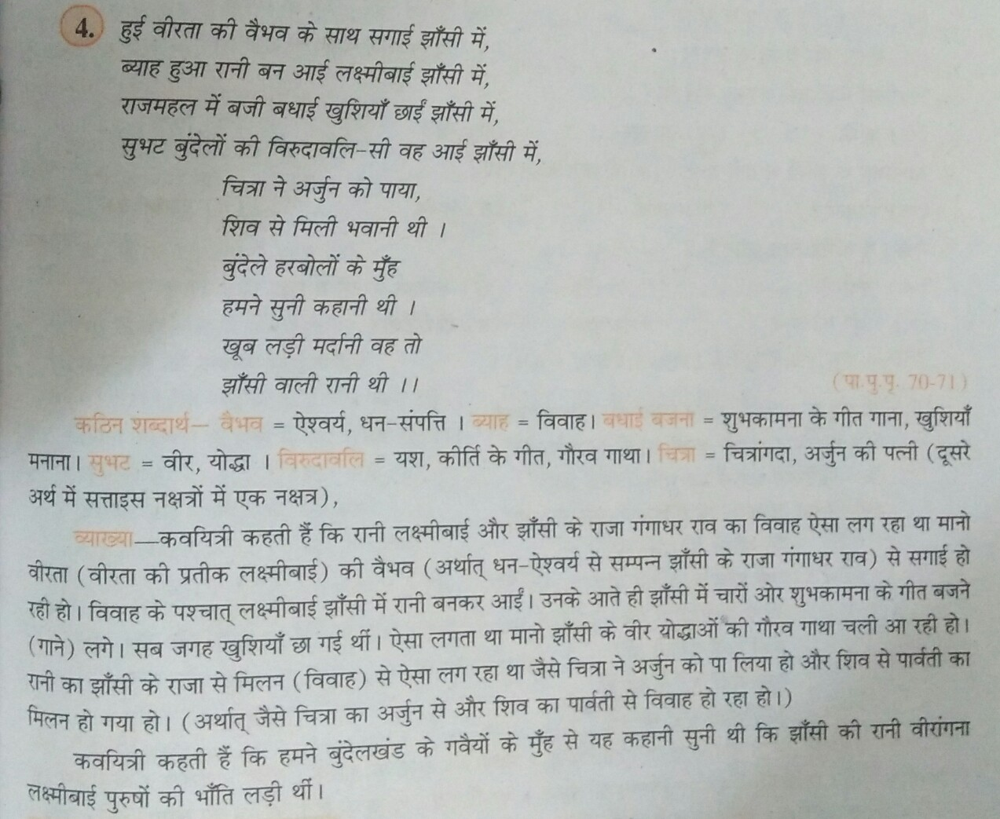 4. हुई वीरता की वैभव के साथ सगाई झाँसी में,
ब्याह हुआ रानी बन आई लक्ष्मीबाई झाँसी में,
राजमहल में बजी बधाई खुशियाँ छाईं झाँसी में,
सुभट बुंदेलों की विरुदावलि-सी वह आई झाँसी में,
चित्रा ने अर्जुन को पाया,
शिव से मिली भवानी थी ।
बुंदेले हरबोलों के मुँह
हमने सुनी कहानी थी ।
खूब लड़ी मर्दानी वह तो
झाँसी वाली रानी थी ।।
(पा.पु.पृ. 70-71)
कठिन शब्दार्थ— वैभव = ऐश्वर्य, धन-संपत्ति । ब्याह = विवाह। बधाई बजना = शुभकामना के गीत गाना, खुशियाँ
मनाना। सुभट = वीर, योद्धा । विरुदावलि = यश, कीर्ति के गीत, गौरव गाथा। चित्रा = चित्रांगदा, अर्जुन की पत्नी (दूसरे
अर्थ में सत्ताइस नक्षत्रों में एक नक्षत्र),
व्याख्या—कवयित्री कहती हैं कि रानी लक्ष्मीबाई और झाँसी के राजा गंगाधर राव का विवाह ऐसा लग रहा था मानो
वीरता (वीरता की प्रतीक लक्ष्मीबाई) की वैभव (अर्थात् धन-ऐश्वर्य से सम्पन्न झाँसी के राजा गंगाधर राव) से सगाई हो
रही हो। विवाह के पश्चात् लक्ष्मीबाई झाँसी में रानी बनकर आईं। उनके आते ही झाँसी में चारों ओर शुभकामना के गीत बजने
(गाने) लगे। सब जगह खुशियाँ छा गई थीं। ऐसा लगता था मानो झाँसी के वीर योद्धाओं की गौरव गाथा चली आ रही हो।
रानी का झाँसी के राजा से मिलन (विवाह) से ऐसा लग रहा था जैसे चित्रा ने अर्जुन को पा लिया हो और शिव से पार्वती का
मिलन हो गया हो। (अर्थात् जैसे चित्रा का अर्जुन से और शिव का पार्वती से विवाह हो रहा हो।)
कवयित्री कहती हैं कि हमने बुंदेलखंड के गवैयों के मुँह से यह कहानी सुनी थी कि झाँसी की रानी वीरांगना
लक्ष्मीबाई पुरुषों की भाँति लड़ी थीं।